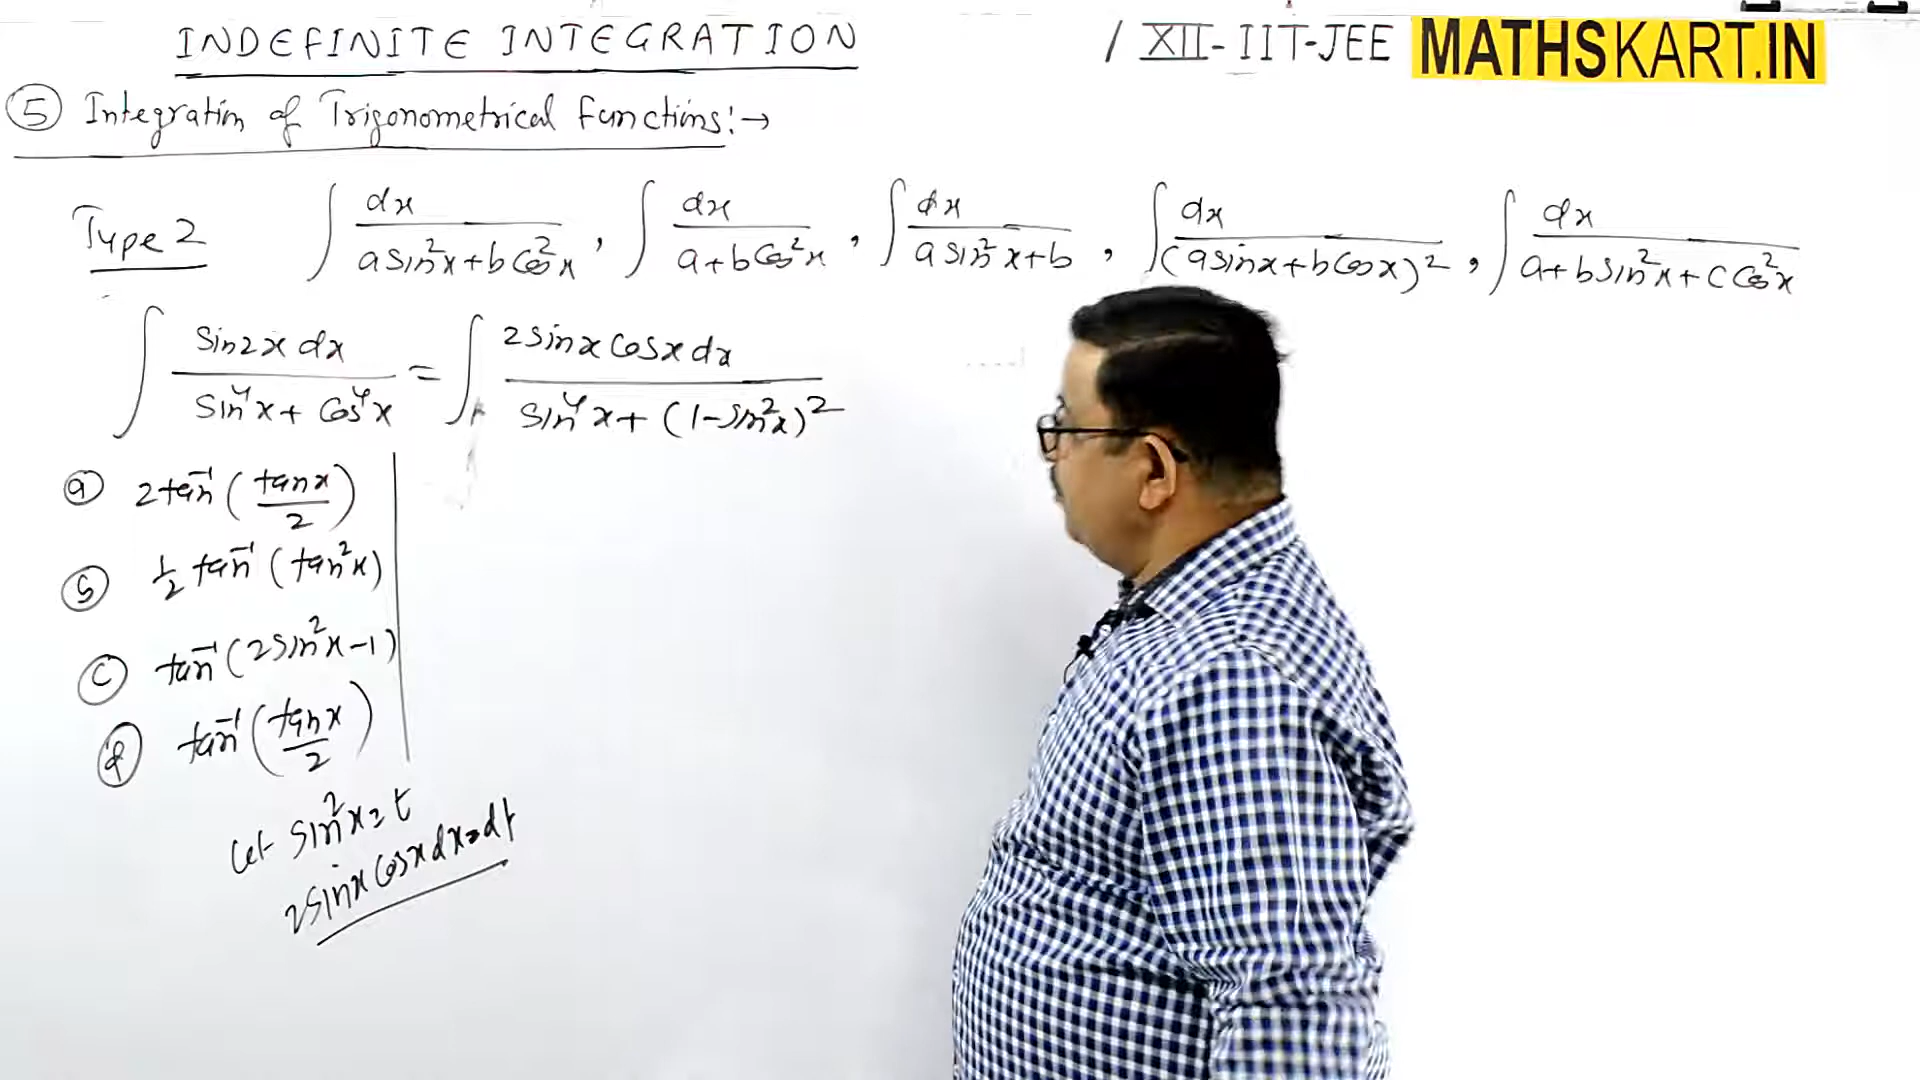 INDEFINITE INTEGRATION / XII-IIT-JEE MATHSKART.IN
⑤ Integration of Trigonometrical Functions:→
Type 2 ∫ dx/(a sin²x + b cos²x) , ∫ dx/(a + b cos²x) , ∫ dx/(a sin²x + b) , ∫ dx/(a sinx + b cosx)² , ∫ dx/(a + b sin²x + c cos²x)
∫ sin2x dx/(sin⁴x + cos⁴x) = ∫ 2 sinx cosx dx/(sin⁴x + (1-sin²x)²)
ⓐ 2 tan⁻¹(tanx/2)
ⓑ 1/2 tan⁻¹(tan²x)
ⓒ tan⁻¹(2sin²x-1)
ⓓ tan⁻¹(tanx/2)
Let sin²x = t
2 sinx cosx dx = dt